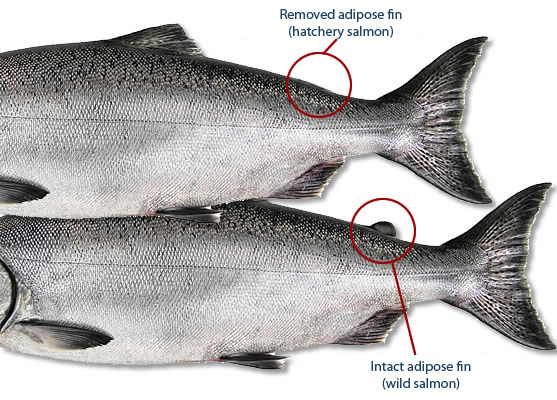 Removed adipose fin
(hatchery salmon)
Intact adipose fin
(wild salmon)